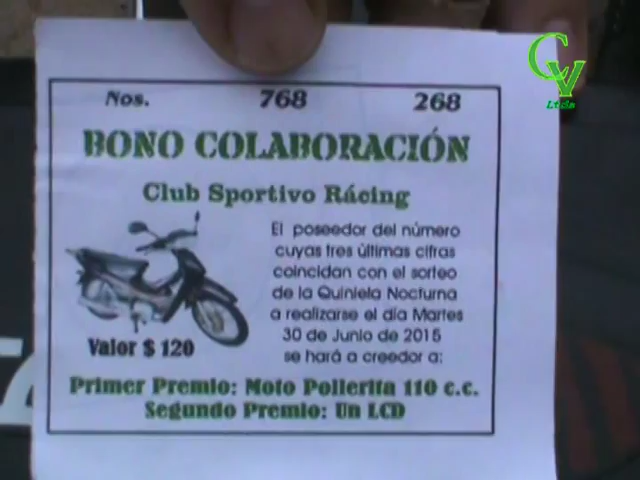 CV
Ltda
Nos. 768 268
BONO COLABORACIÓN
Club Sportivo Rácing
El poseedor del número
cuyas tres últimas cifras
coincidan con el sorteo
de la Quiniela Nocturna
a realizarse el día Martes
30 de Junio de 2015
se hará a creedor a:
Valor $ 120
Primer Premio: Moto Pollerita 110 c.c.
Segundo Premio: Un LCD